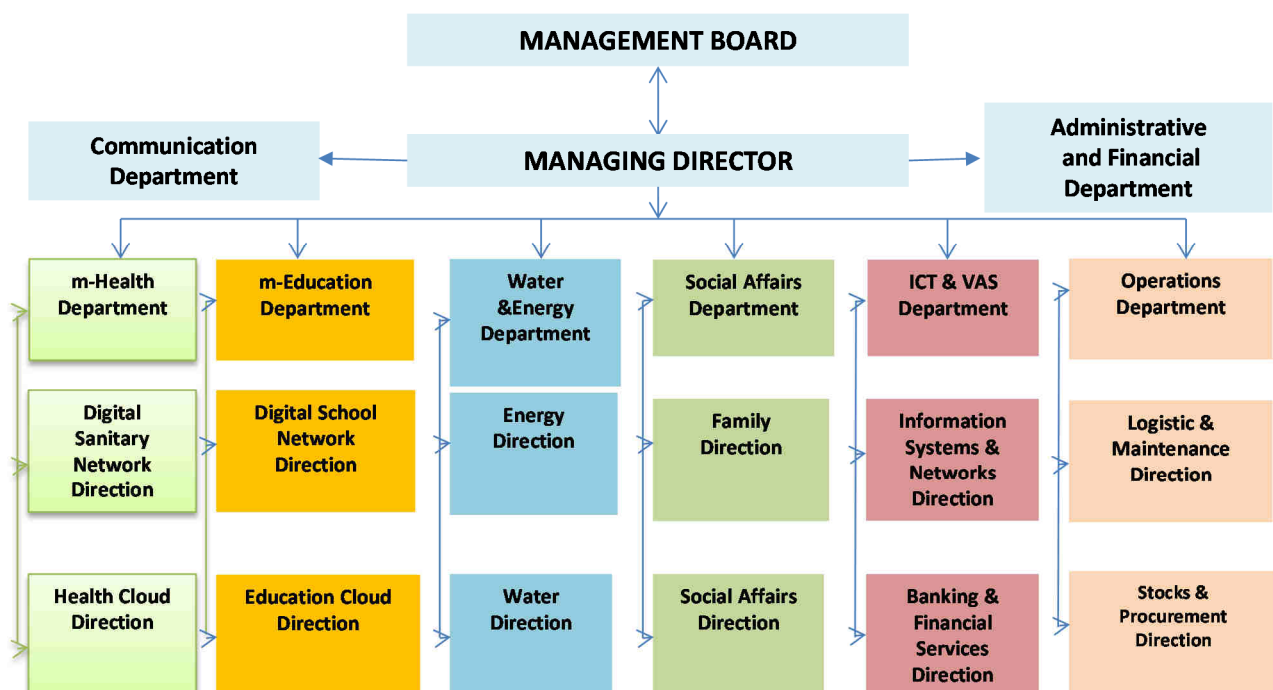 MANAGEMENT BOARD
Communication
Department
MANAGING DIRECTOR
Administrative
and Financial
Department
m-Health
Department
m-Education
Department
Water
&Energy
Department
Social Affairs
Department
ICT & VAS
Department
Operations
Department
Digital
Sanitary
Network
Direction
Digital School
Network
Direction
Energy
Direction
Family
Direction
Information
Systems &
Networks
Direction
Logistic &
Maintenance
Direction
Health Cloud
Direction
Education Cloud
Direction
Water
Direction
Social Affairs
Direction
Banking &
Financial
Services
Direction
Stocks &
Procurement
Direction